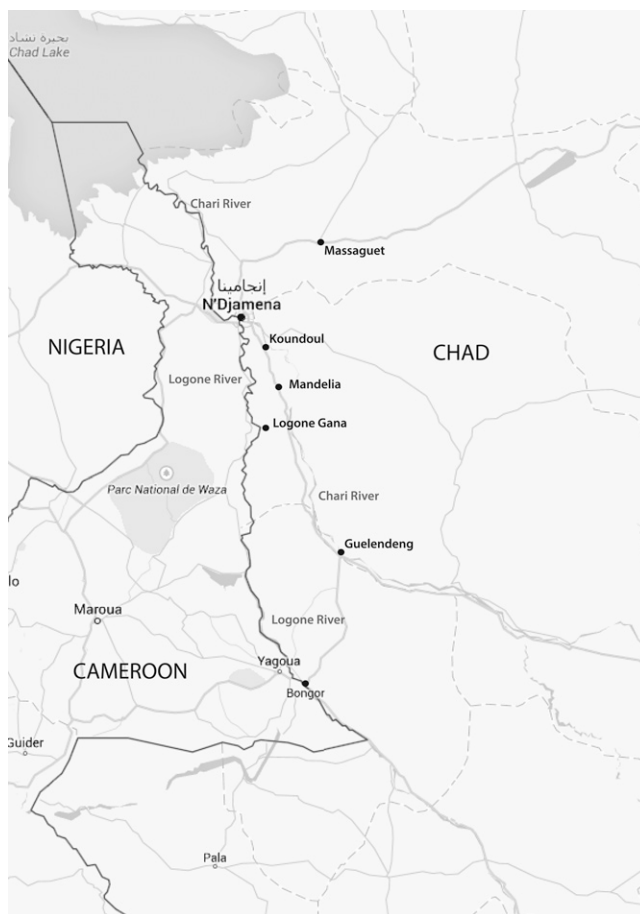 بحيرة تشاد
Chad Lake
Chari River
Massaguet
إنجامينا
N'Djamena
Koundoul
NIGERIA
CHAD
Logone River
Mandelia
Logone Gana
Parc National de Waza
Chari River
Guelendeng
lo
Maroua
Logone River
Yagoua
CAMEROON
Bongor
Guider
Pala